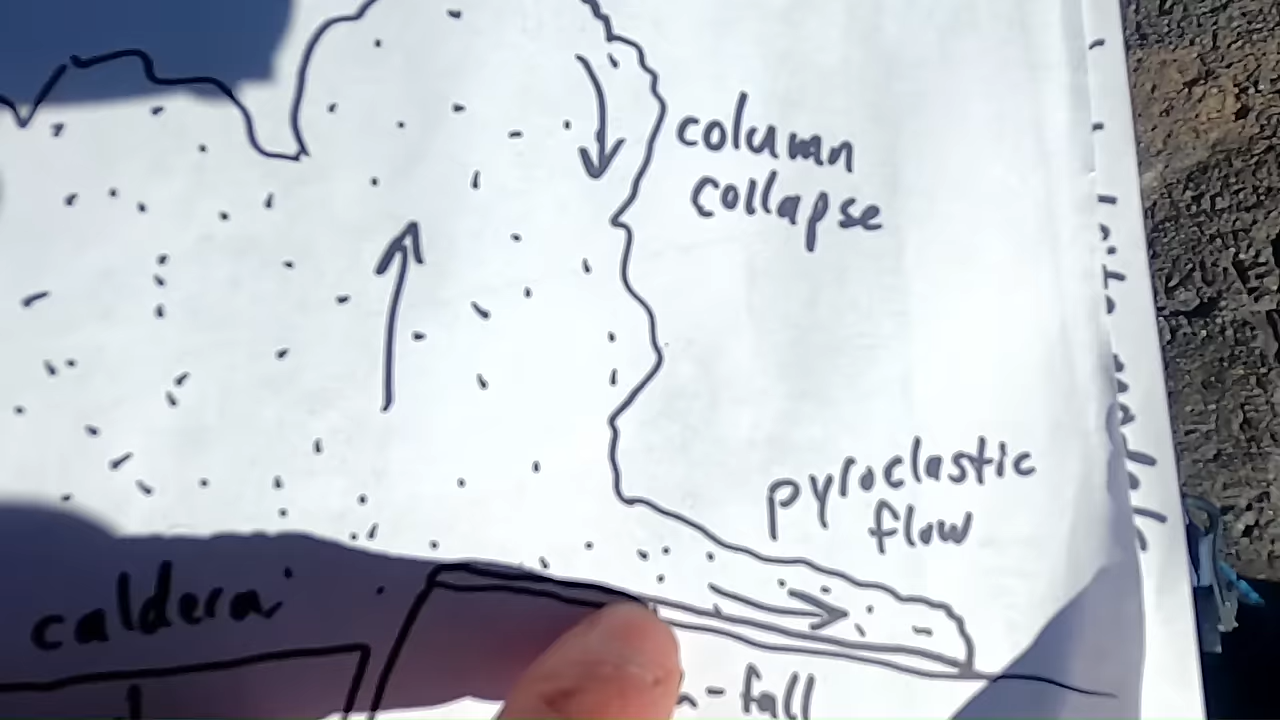 column
collapse
pyroclastic
flow
caldera
-fall